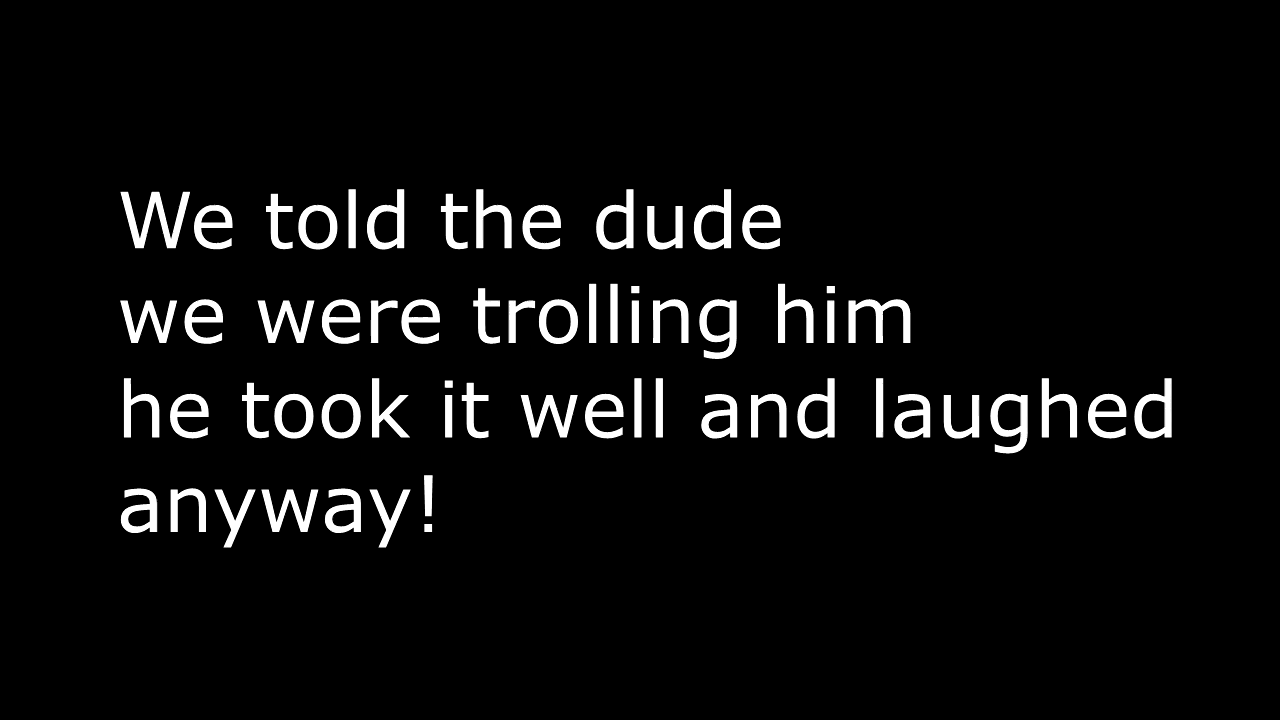 We told the dude
we were trolling him
he took it well and laughed
anyway!